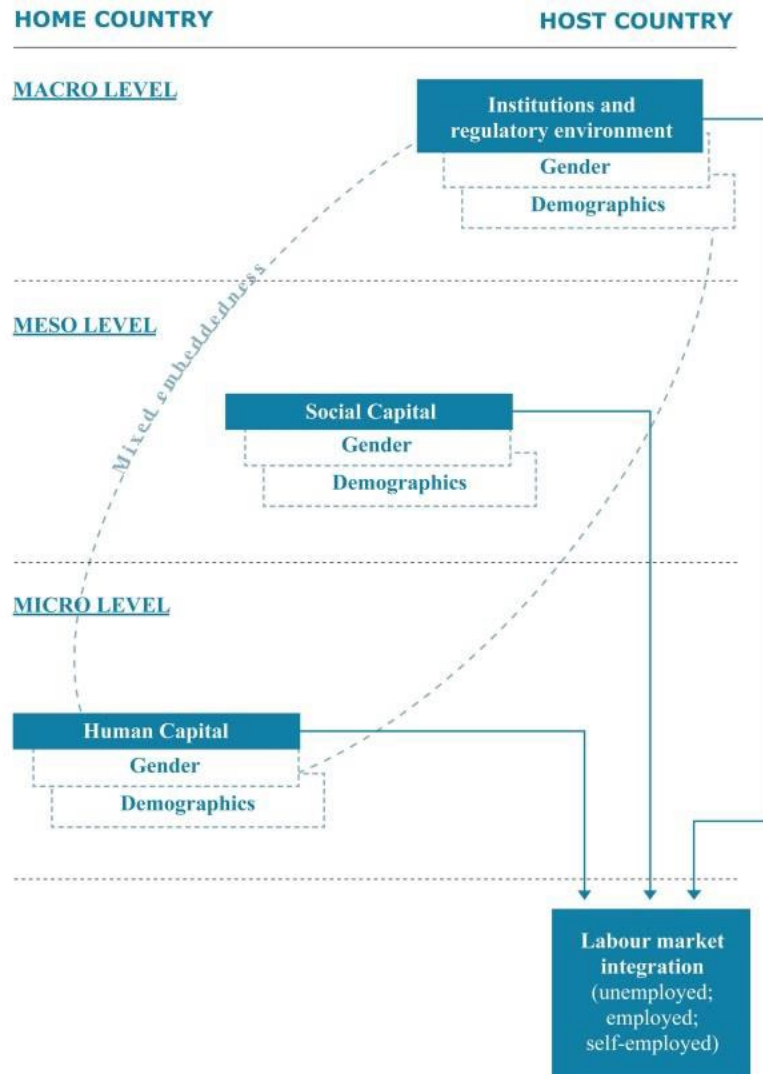 HOME COUNTRY
HOST COUNTRY
MACRO LEVEL
Institutions and
regulatory environment
Gender
Demographics
Mixed embeddedness
MESO LEVEL
Social Capital
Gender
Demographics
MICRO LEVEL
Human Capital
Gender
Demographics
Labour market
integration
(unemployed;
employed;
self-employed)